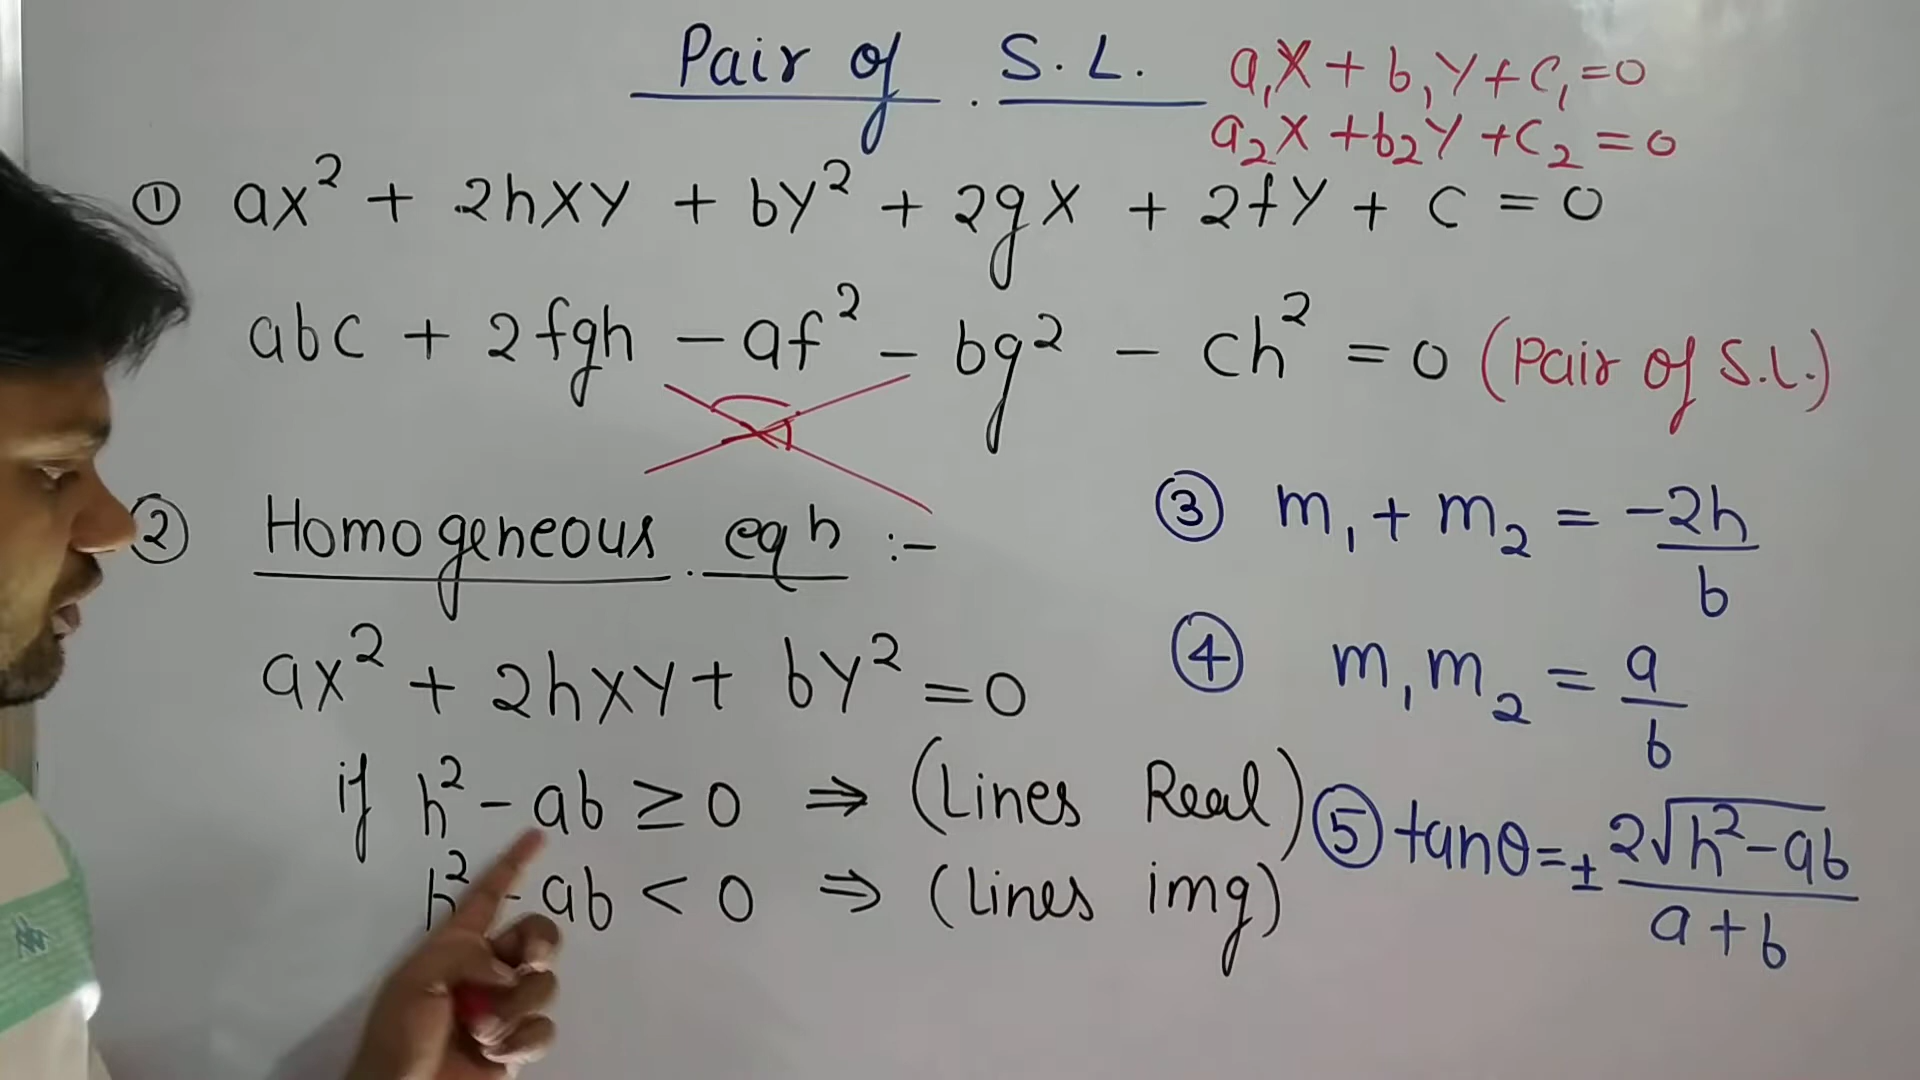 Pair of S.L.
a₁X + b₁Y + C₁ = 0
a₂X + b₂Y + C₂ = 0
① ax² + 2hxy + by² + 2gx + 2fy + c = 0
abc + 2fgh - af² - bg² - ch² = 0 (Pair of S.L.)
② Homogeneous eqn :-
ax² + 2hxy + by² = 0
if h² - ab ≥ 0 ⇒ (Lines Real)
h² - ab < 0 ⇒ (Lines img)
③ m₁ + m₂ = -2h/b
④ m₁m₂ = a/b
⑤ tanθ = ± 2√(h² - ab)/(a + b)